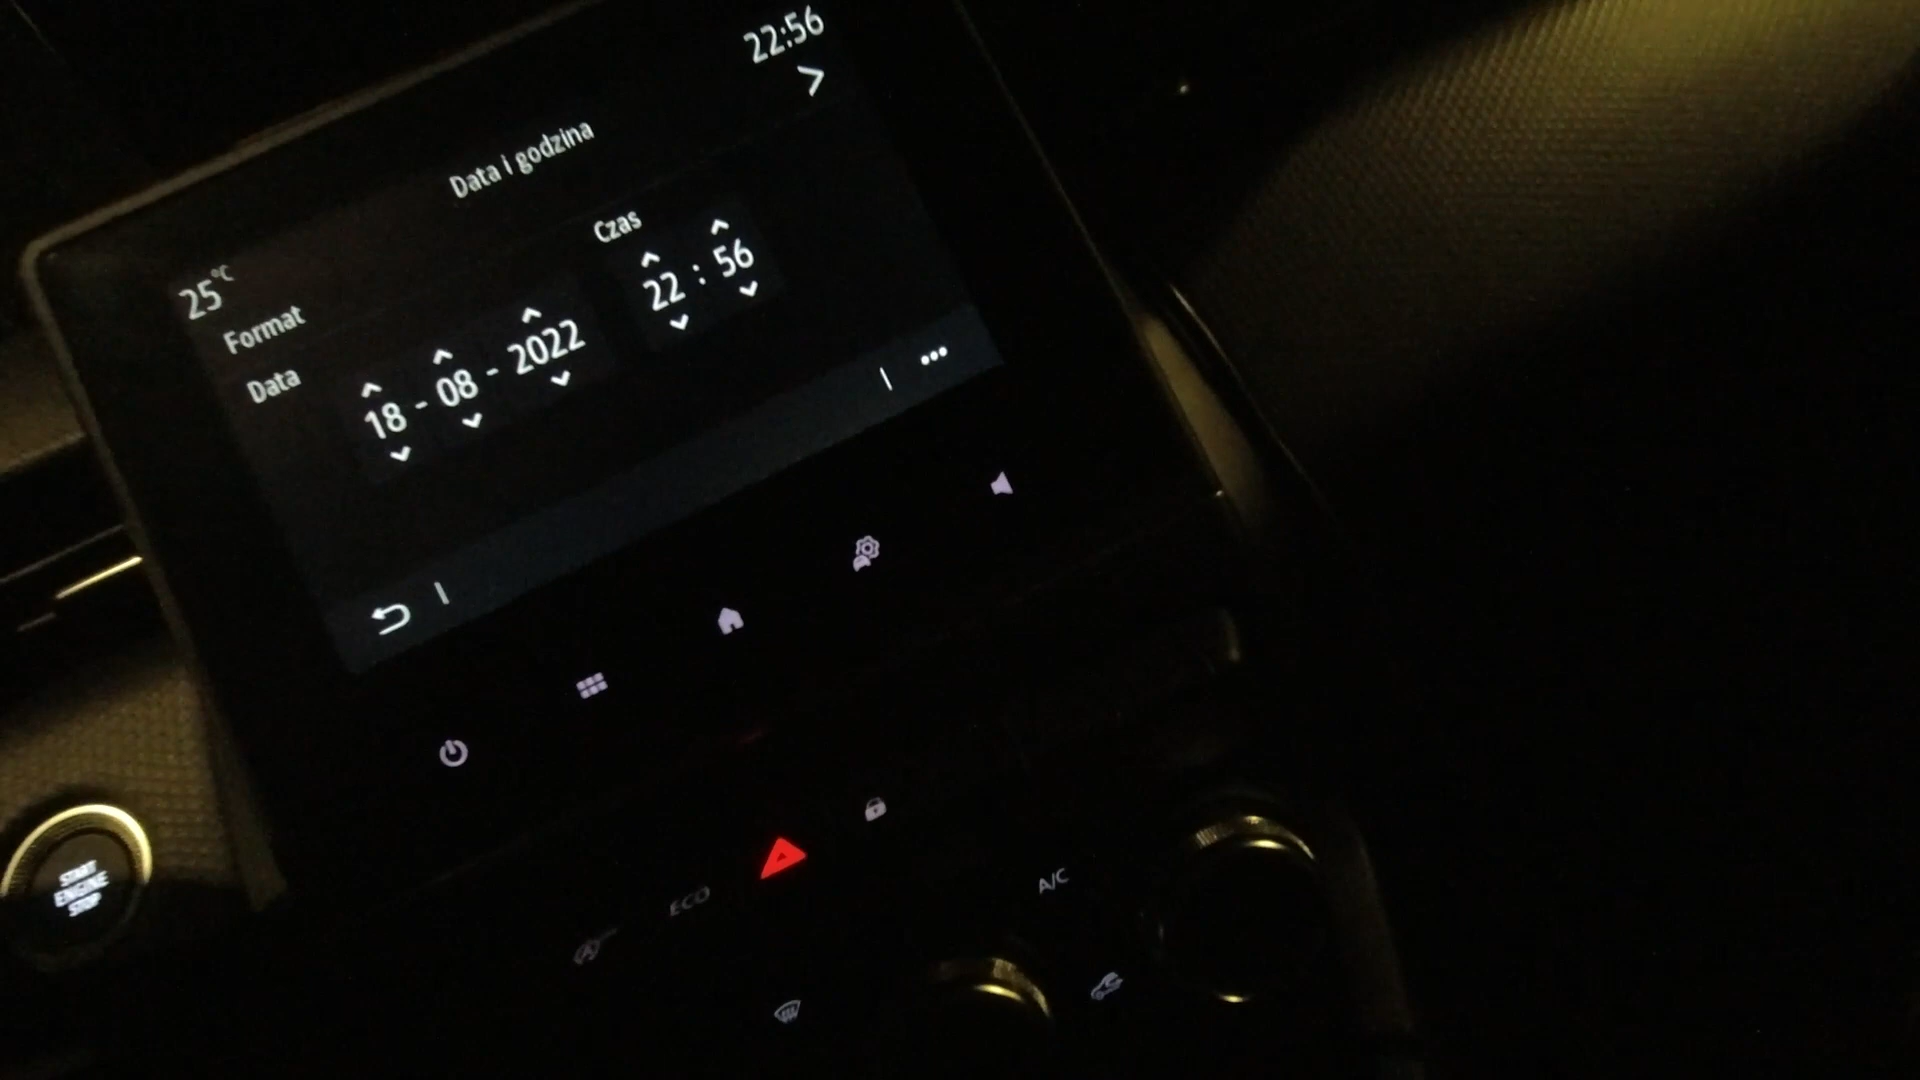 22:56
>
25°C
Data i godzina
Format
Czas
Data
18 - 08 - 2022
22 : 56
START
ENGINE
STOP
ECO
A/C